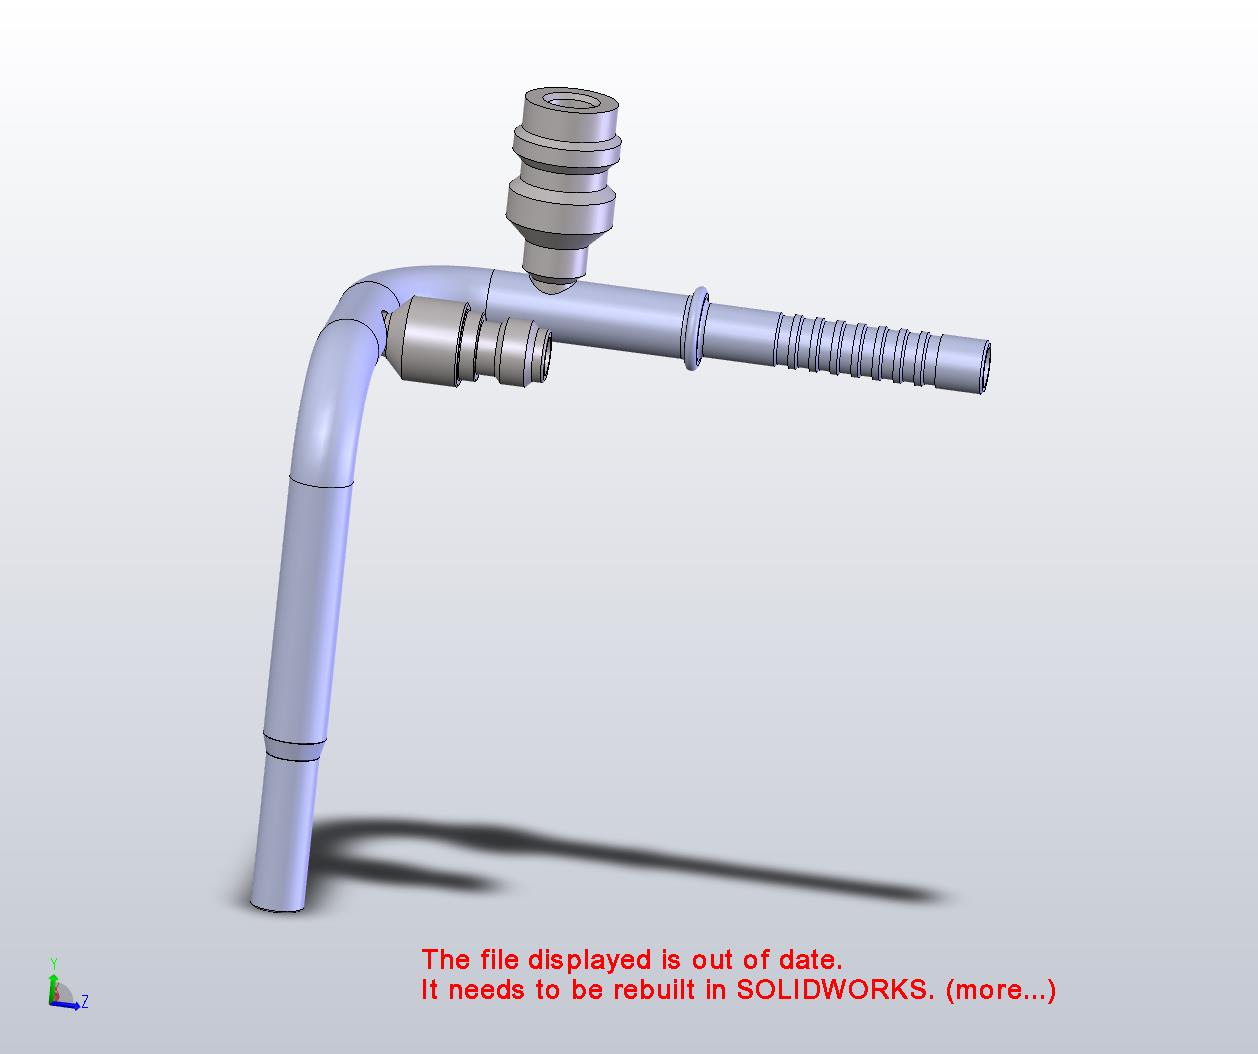 The file displayed is out of date.
It needs to be rebuilt in SOLIDWORKS. (more...)
Y
Z